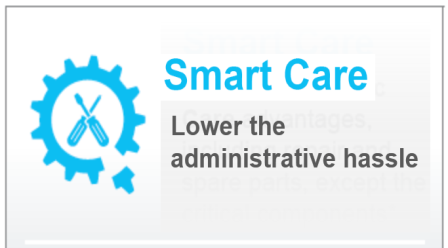 Smart Care
Lower the
administrative hassle